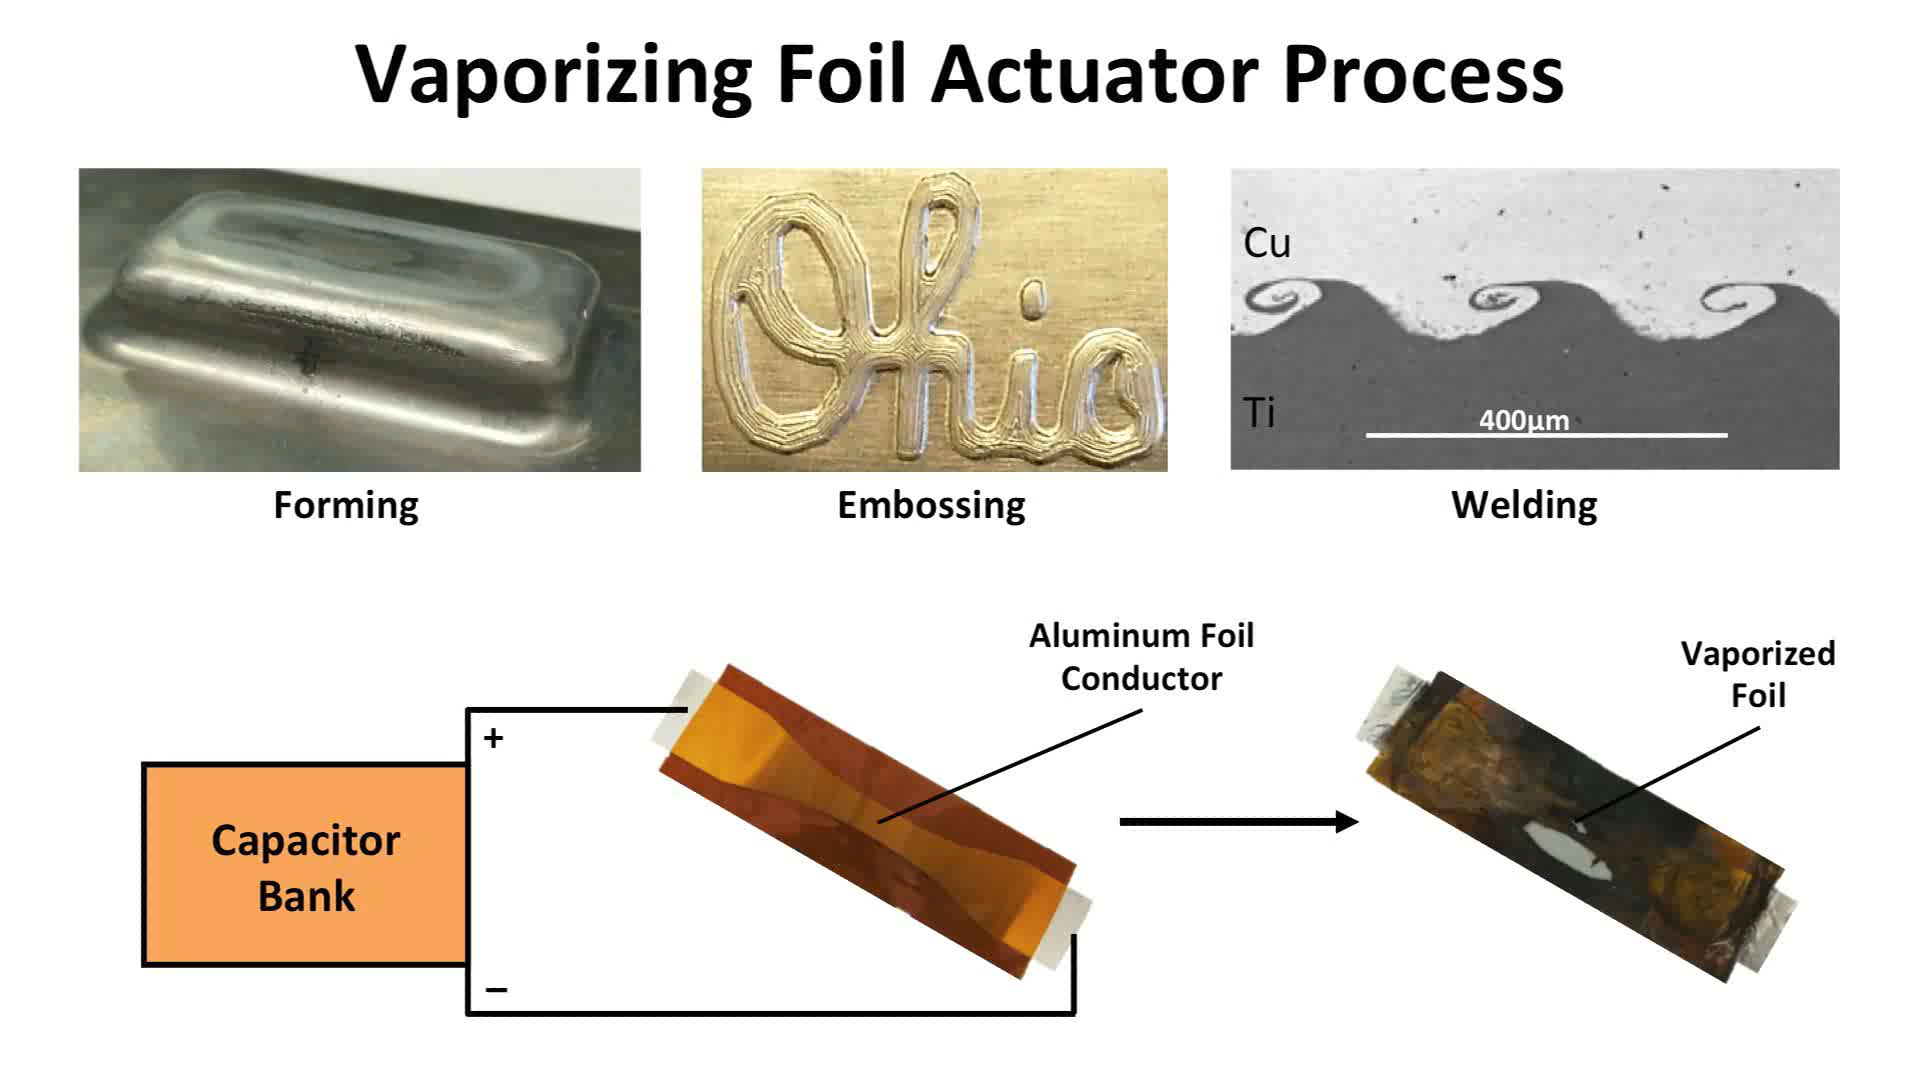 Vaporizing Foil Actuator Process
Ohio
Cu
Ti
400µm
Forming
Embossing
Welding
Aluminum Foil
Conductor
Vaporized
Foil
+
Capacitor
Bank
–